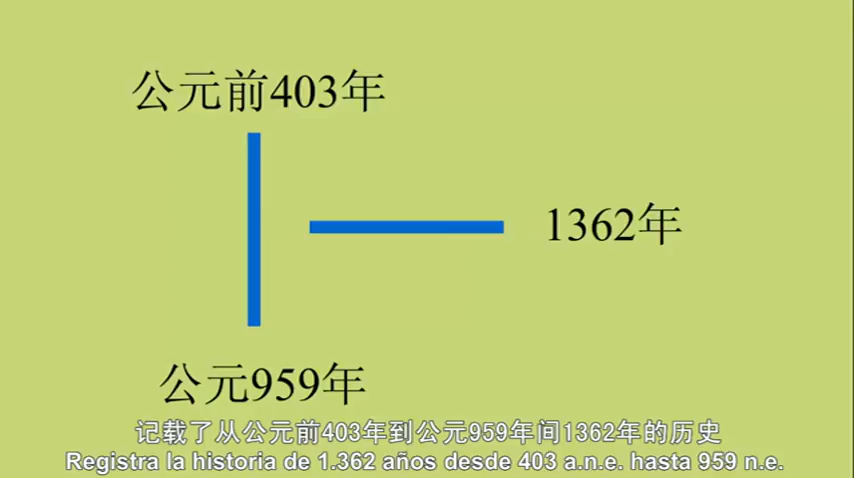 公元前403年
1362年
公元959年
记载了从公元前403年到公元959年间1362年的历史
Registra la historia de 1.362 años desde 403 a.n.e. hasta 959 n.e.